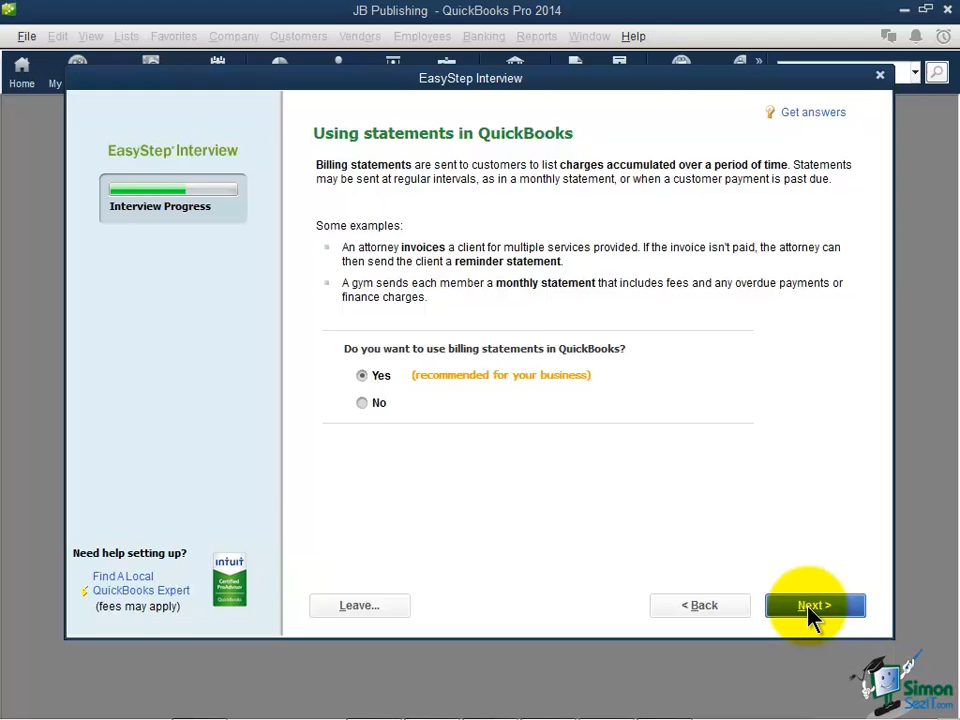 JB Publishing - QuickBooks Pro 2014
File Edit View Lists Favorites Company Customers Vendors Employees Banking Reports Window Help
Home My
EasyStep Interview
Get answers
EasyStep Interview
Interview Progress
Using statements in QuickBooks
Billing statements are sent to customers to list charges accumulated over a period of time. Statements
may be sent at regular intervals, as in a monthly statement, or when a customer payment is past due.
Some examples:
An attorney invoices a client for multiple services provided. If the invoice isn't paid, the attorney can
then send the client a reminder statement.
A gym sends each member a monthly statement that includes fees and any overdue payments or
finance charges.
Do you want to use billing statements in QuickBooks?
Yes (recommended for your business)
No
Need help setting up?
Find A Local
QuickBooks Expert
(fees may apply)
intuit
Certified
ProAdvisor
QuickBooks
Leave...
< Back
Next >
Simon
SezIT.com